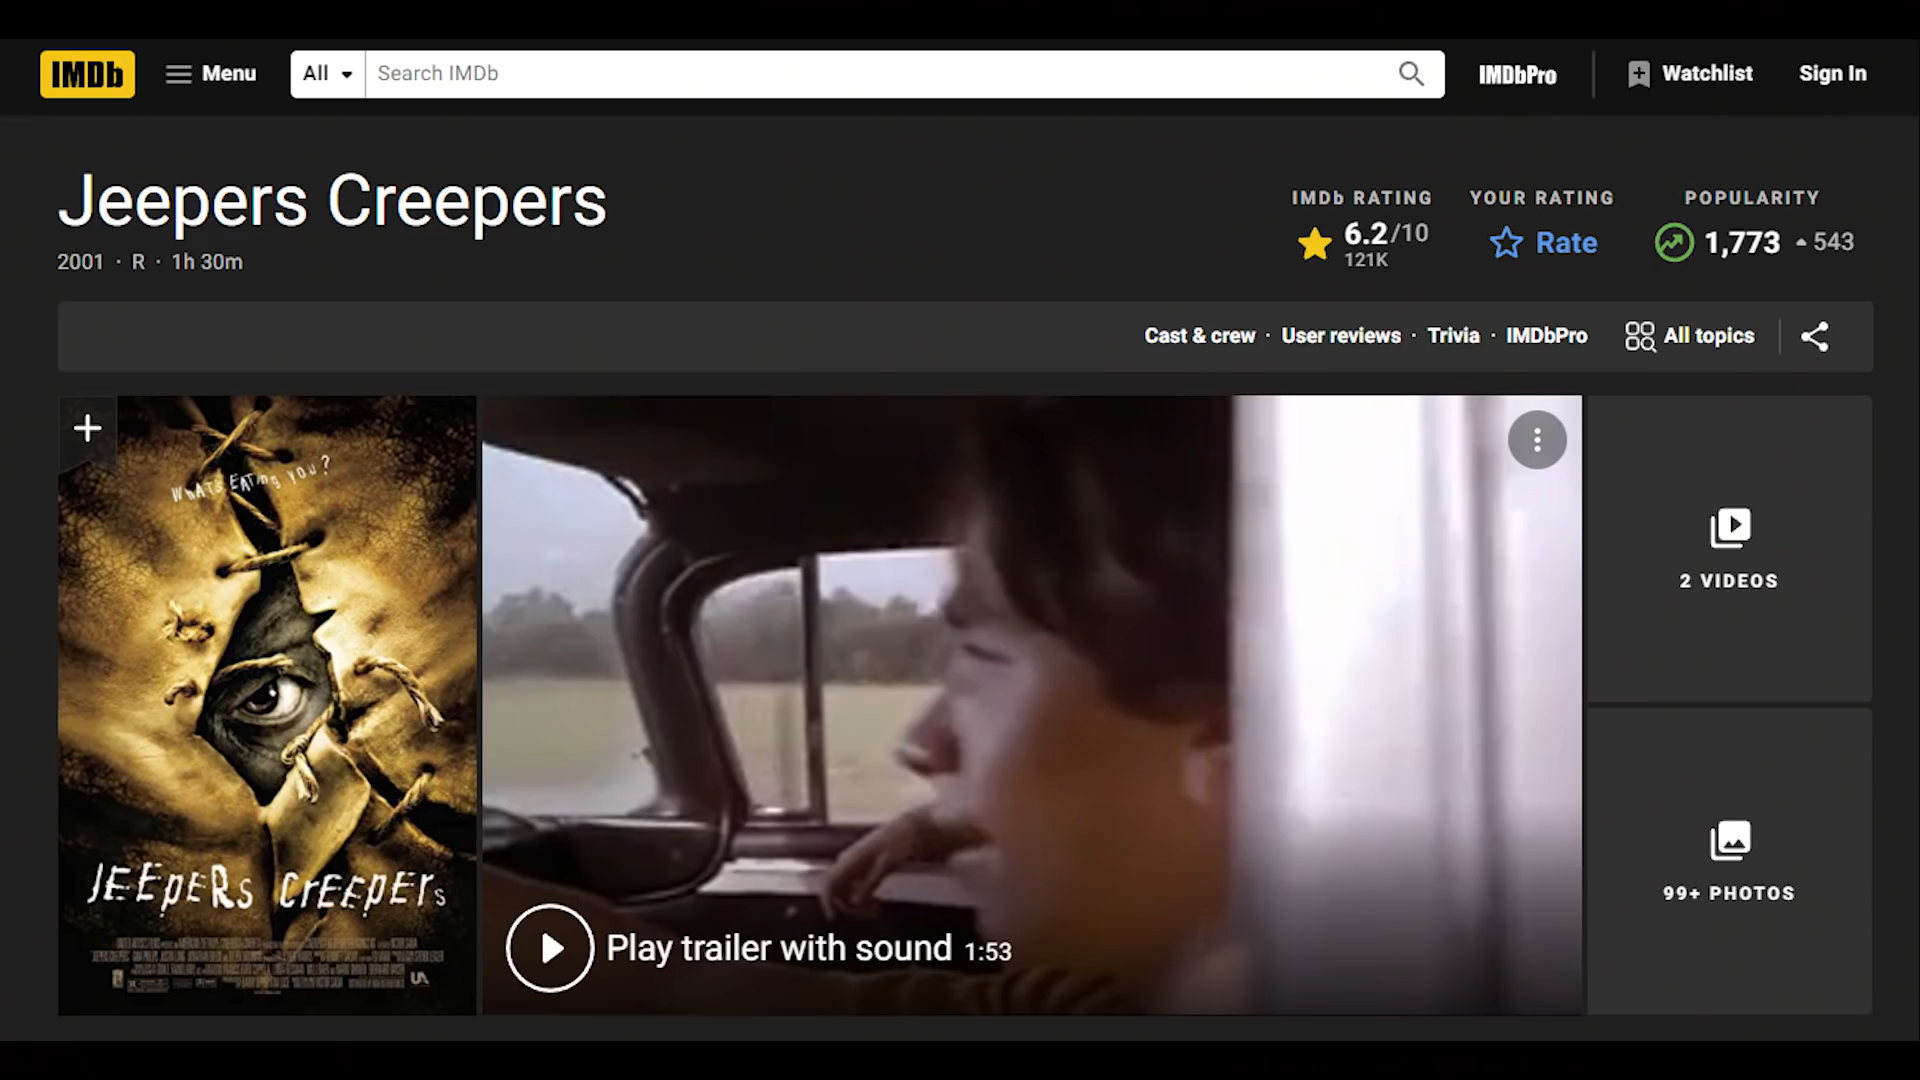 IMDb
Menu
All
Search IMDb
IMDbPro
Watchlist
Sign In
Jeepers Creepers
2001 · R · 1h 30m
IMDb RATING
6.2/10
121K
YOUR RATING
Rate
POPULARITY
1,773
543
Cast & crew · User reviews · Trivia · IMDbPro
All topics
WHAT'S EATING YOU?
JEEPERS CREEPERS
UA
Play trailer with sound 1:53
2 VIDEOS
99+ PHOTOS